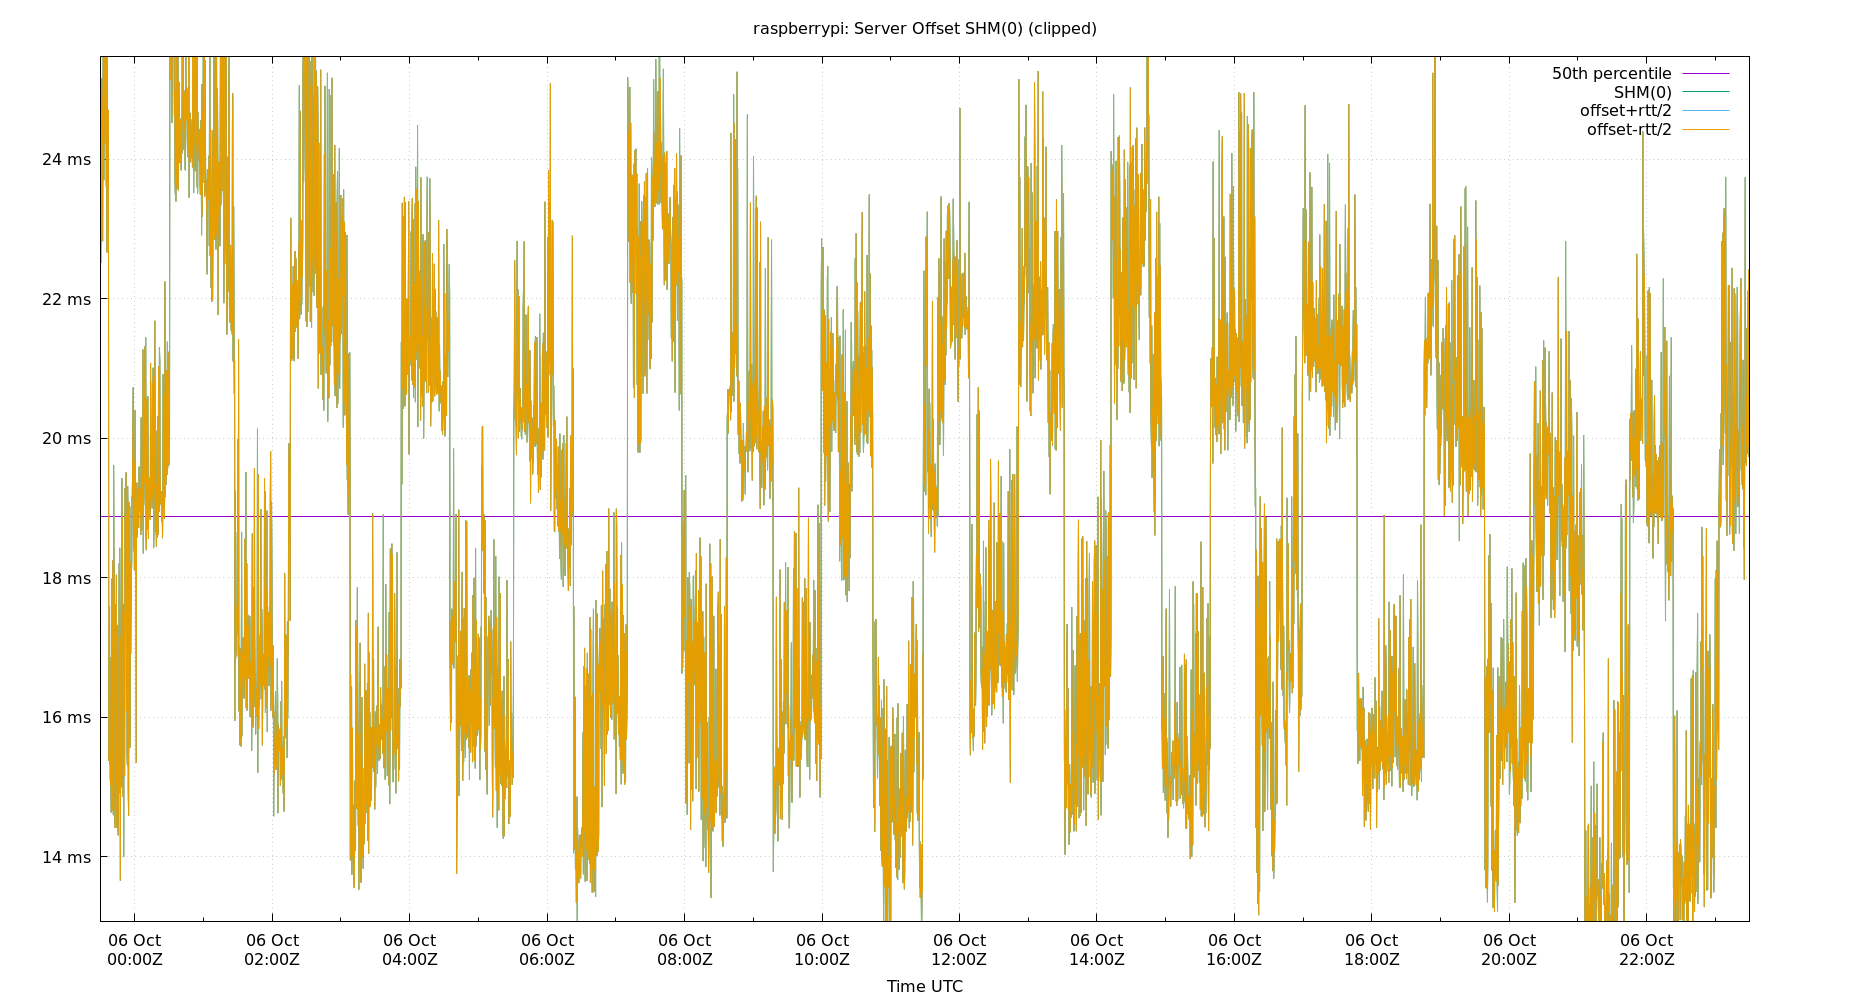 raspberrypi: Server Offset SHM(0) (clipped)
50th percentile
SHM(0)
offset+rtt/2
offset-rtt/2
24 ms
22 ms
20 ms
18 ms
16 ms
14 ms
06 Oct 06 Oct 06 Oct 06 Oct 06 Oct 06 Oct 06 Oct 06 Oct 06 Oct 06 Oct 06 Oct 06 Oct
00:00Z 02:00Z 04:00Z 06:00Z 08:00Z 10:00Z 12:00Z 14:00Z 16:00Z 18:00Z 20:00Z 22:00Z
Time UTC